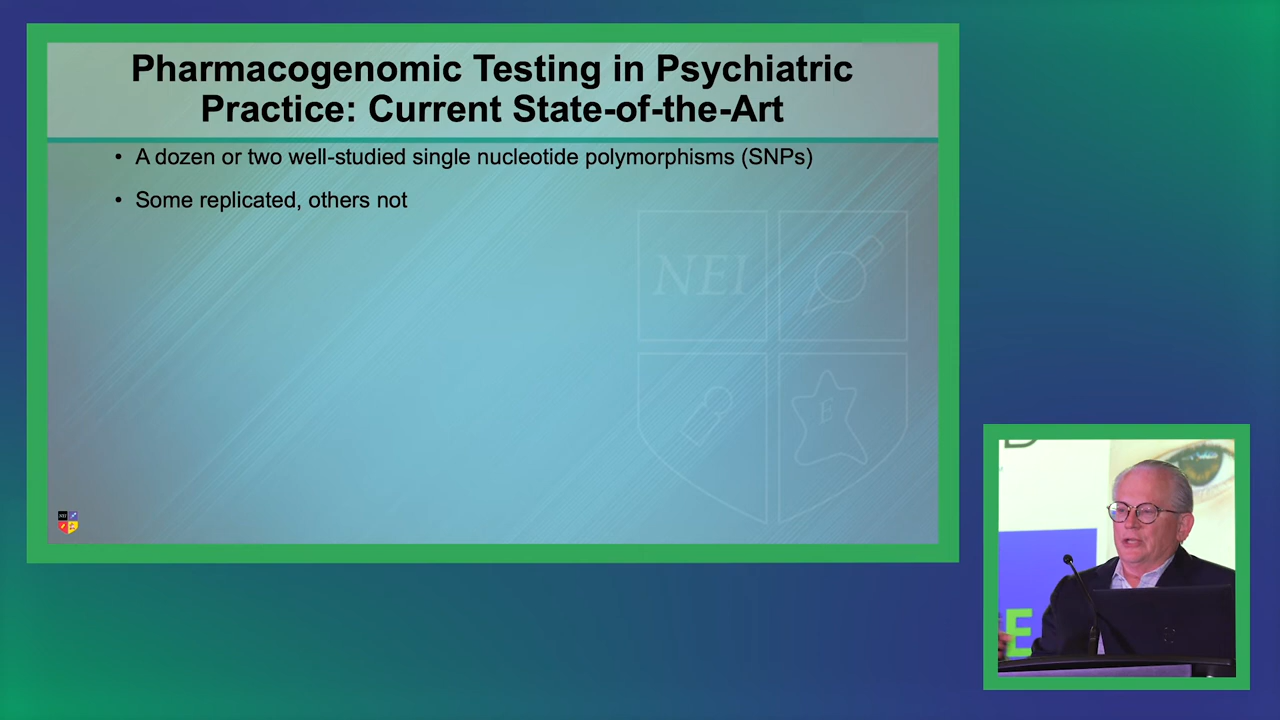 Pharmacogenomic Testing in Psychiatric
Practice: Current State-of-the-Art
• A dozen or two well-studied single nucleotide polymorphisms (SNPs)
• Some replicated, others not
NEI
E
E